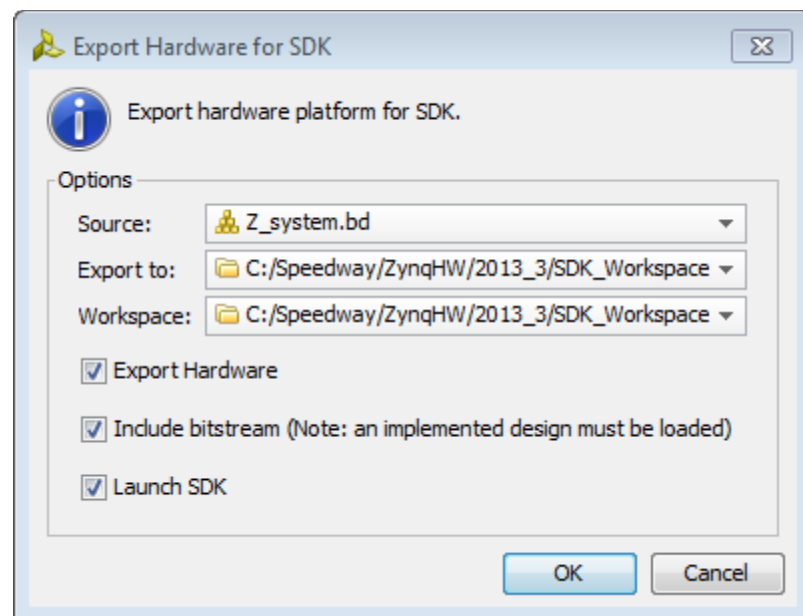 Export Hardware for SDK
Export hardware platform for SDK.
Options
Source: Z_system.bd
Export to: C:/Speedway/ZynqHW/2013_3/SDK_Workspace
Workspace: C:/Speedway/ZynqHW/2013_3/SDK_Workspace
Export Hardware
Include bitstream (Note: an implemented design must be loaded)
Launch SDK
OK Cancel